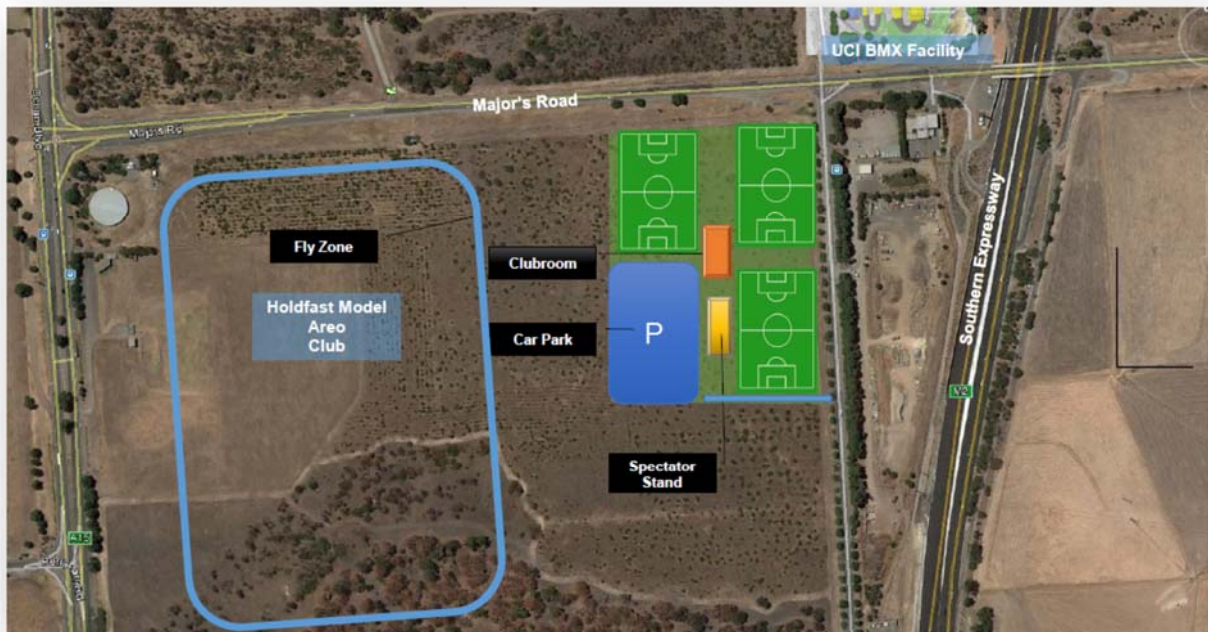 UCI BMX Facility
Major's Road
Majors Rd
Fly Zone
Clubroom
Holdfast Model
Areo
Club
Car Park
P
Southern Expressway
M2
Spectator
Stand
A15